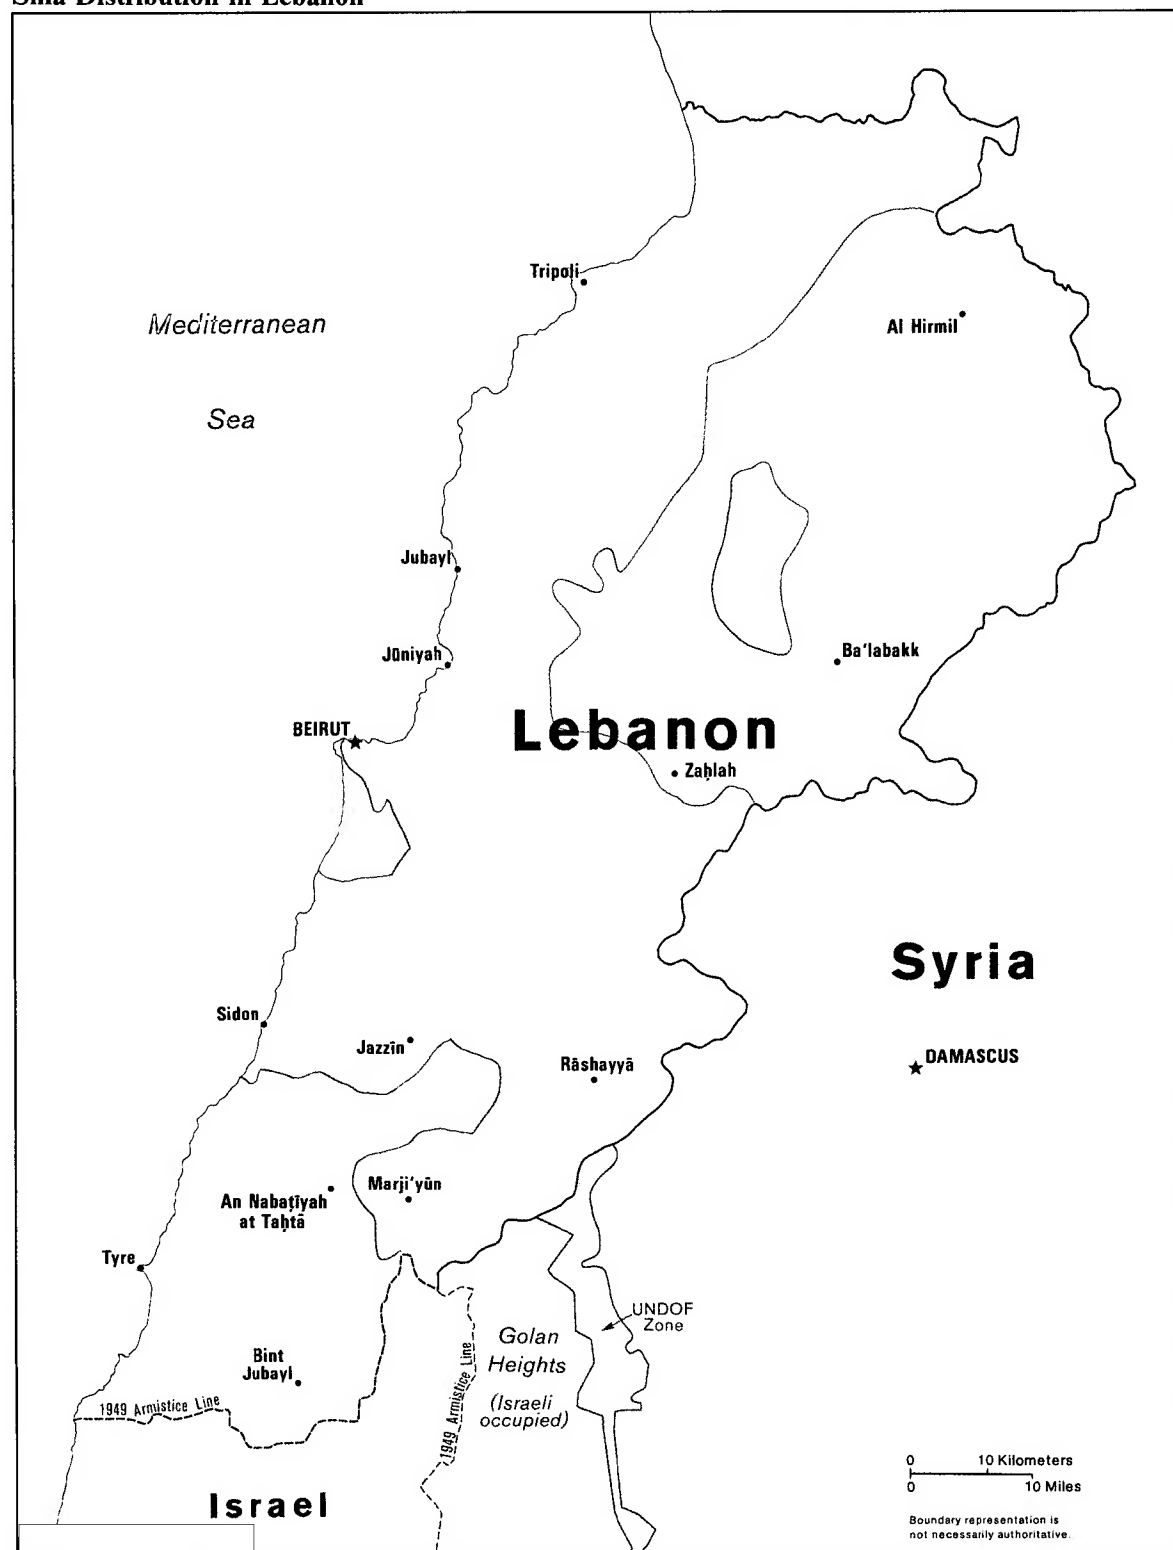 Shia Distribution in Lebanon
Tripoli
Mediterranean
Sea
Al Hirmil
Jubayl
Jūniyah
Ba'labakk
BEIRUT
Lebanon
Zaḩlah
Syria
Sidon
Jazzīn
Rāshayyā
DAMASCUS
An Nabaţīyah
at Taḩtā
Marji'yūn
Tyre
UNDOF
Zone
Golan
Heights
(Israeli
occupied)
Bint
Jubayl
1949 Armistice Line
1949 Armistice Line
Israel
0 10 Kilometers
0 10 Miles
Boundary representation is
not necessarily authoritative.